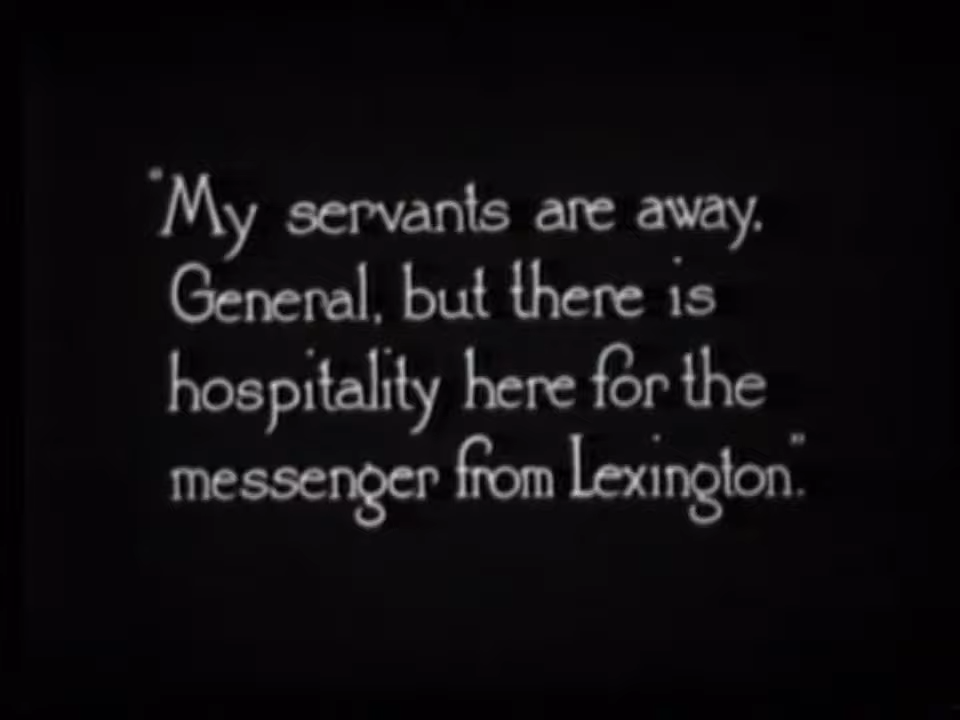 "My servants are away.
General, but there is
hospitality here for the
messenger from Lexington."